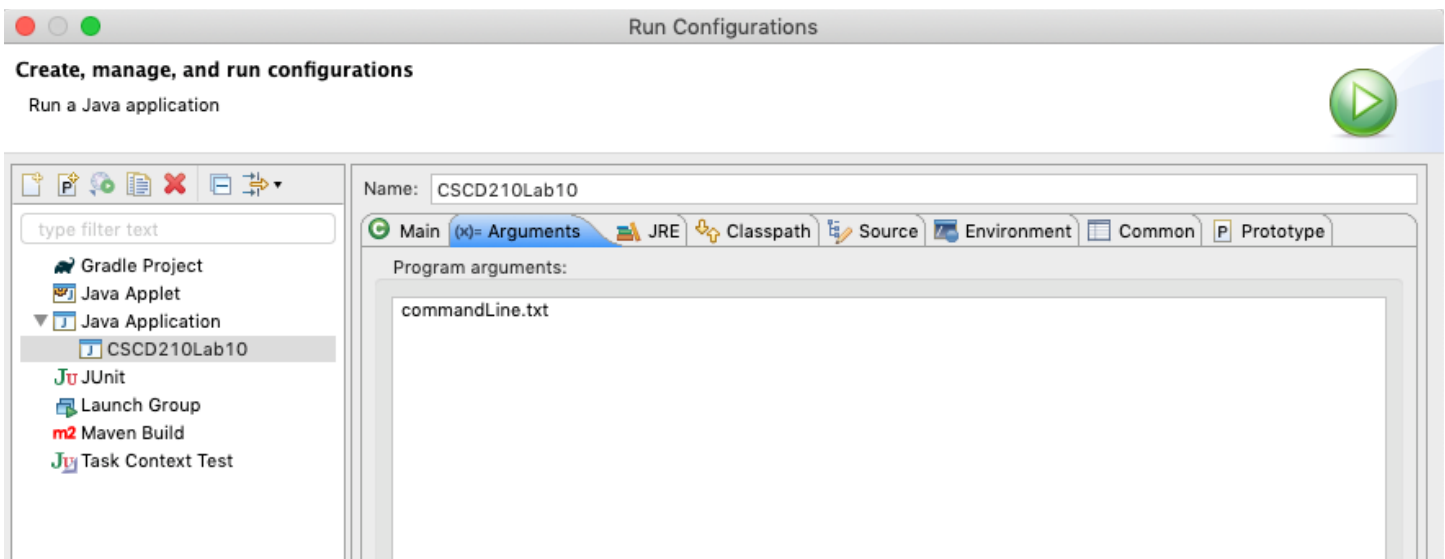 Run Configurations
Create, manage, and run configurations
Run a Java application
type filter text
Gradle Project
Java Applet
Java Application
CSCD210Lab10
JUnit
Launch Group
m2 Maven Build
Task Context Test
Name: CSCD210Lab10
Main (x)= Arguments JRE Classpath Source Environment Common Prototype
Program arguments:
commandLine.txt